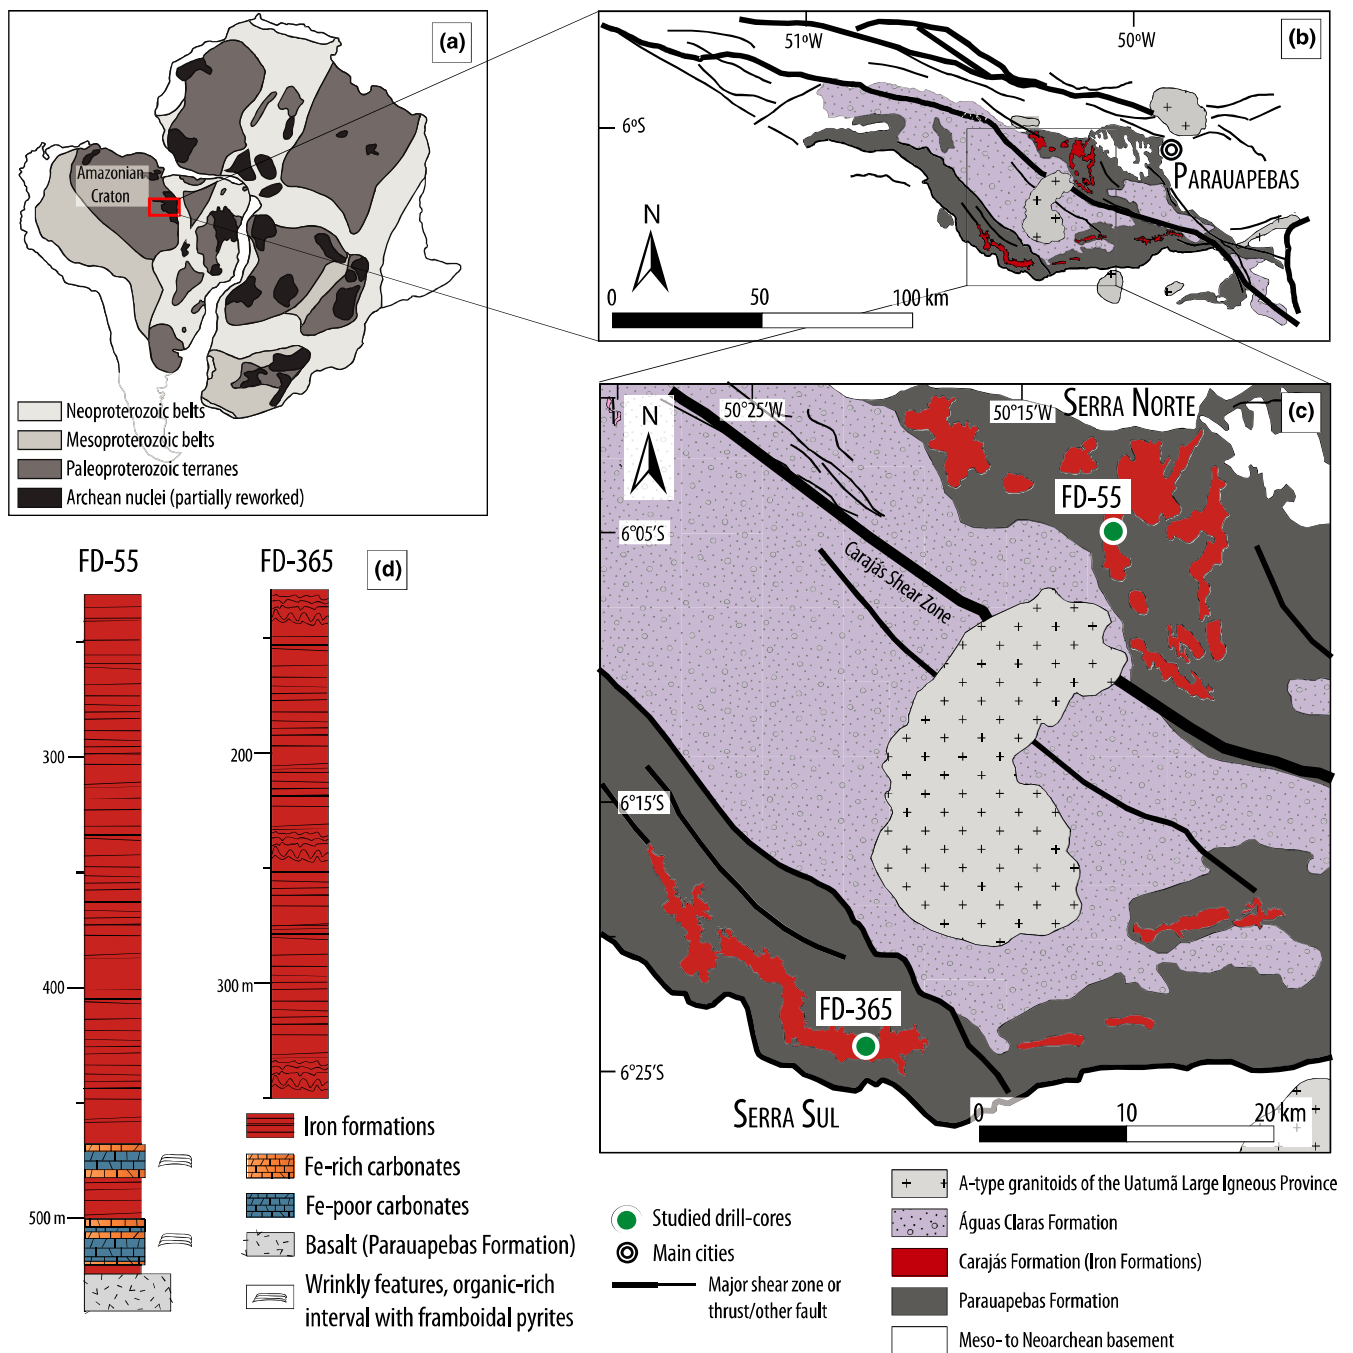 (a)
Amazonian
Craton
Neoproterozoic belts
Mesoproterozoic belts
Paleoproterozoic terranes
Archean nuclei (partially reworked)
51ºW
50ºW
(b)
6ºS
PARAUAPEBAS
N
0
50
100 km
SERRA NORTE
50°25'W
50°15'W
(c)
N
FD-55
6°05'S
Carajás Shear Zone
6°15'S
FD-365
6°25'S
SERRA SUL
0
10
20 km
FD-55
FD-365
(d)
300
400
500 m
200
300 m
Iron formations
Fe-rich carbonates
Fe-poor carbonates
Basalt (Parauapebas Formation)
Wrinkly features, organic-rich
interval with framboidal pyrites
Studied drill-cores
Main cities
Major shear zone or
thrust/other fault
A-type granitoids of the Uatumã Large Igneous Province
Águas Claras Formation
Carajás Formation (Iron Formations)
Parauapebas Formation
Meso- to Neoarchean basement